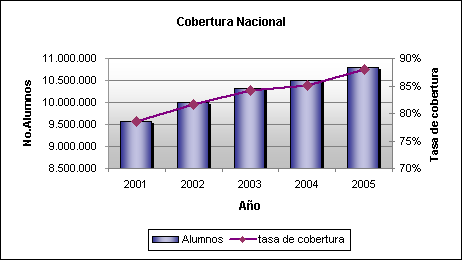 Cobertura Nacional
11.000.000
10.500.000
10.000.000
9.500.000
9.000.000
8.500.000
No.Alumnos
90%
85%
80%
75%
70%
Tasa de cobertura
2001 2002 2003 2004 2005
Año
Alumnos tasa de cobertura